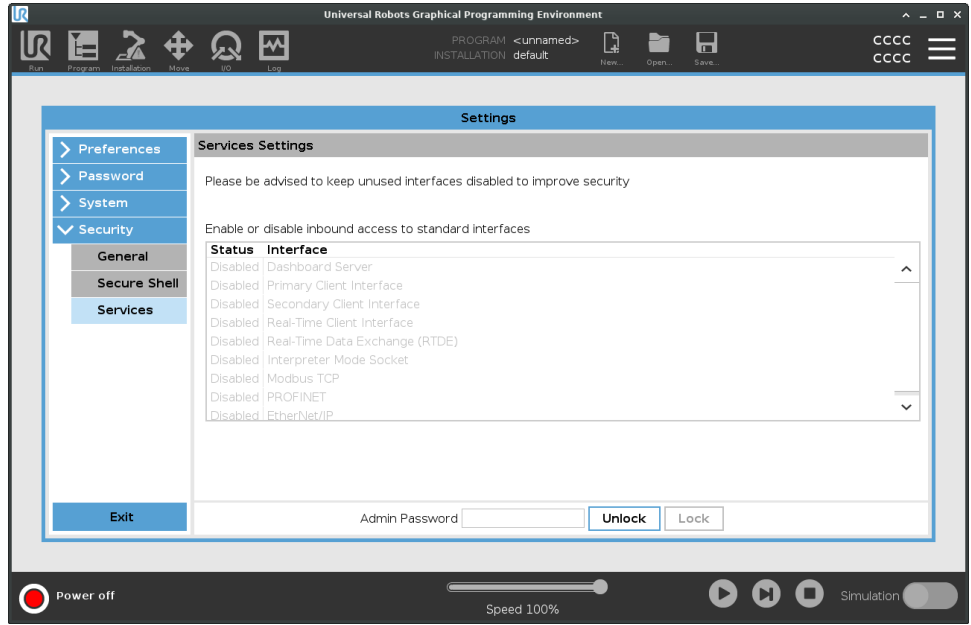 Universal Robots Graphical Programming Environment
UR
PROGRAM <unnamed>
INSTALLATION default
CCCC
CCCC
Run Program Installation Move I/O Log New... Open... Save...
Settings
Preferences
Password
System
Security
General
Secure Shell
Services
Exit
Services Settings
Please be advised to keep unused interfaces disabled to improve security
Enable or disable inbound access to standard interfaces
Status Interface
Disabled Dashboard Server
Disabled Primary Client Interface
Disabled Secondary Client Interface
Disabled Real-Time Client Interface
Disabled Real-Time Data Exchange (RTDE)
Disabled Interpreter Mode Socket
Disabled Modbus TCP
Disabled PROFINET
Disabled EtherNet/IP
Admin Password Unlock Lock
Power off
Speed 100%
Simulation